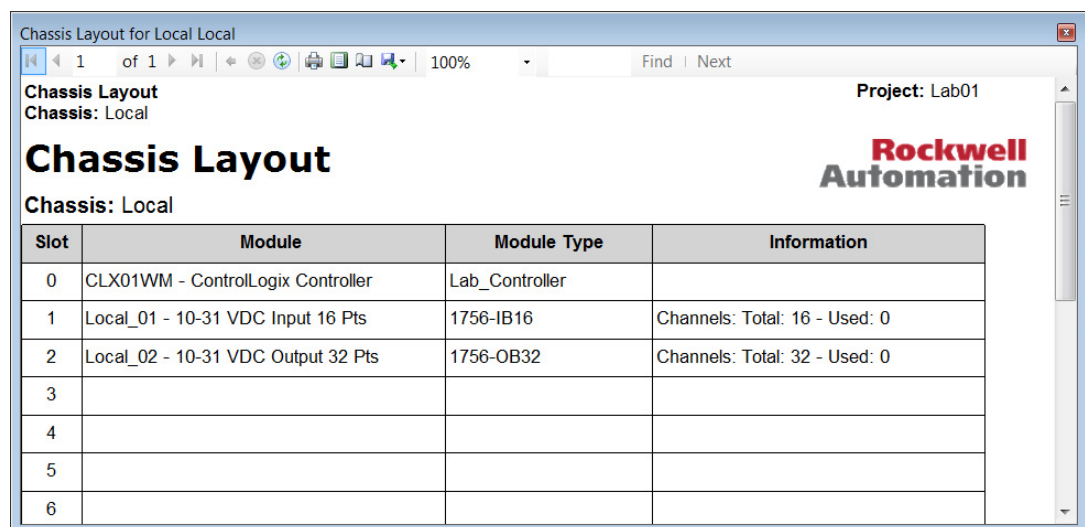 Chassis Layout for Local Local
1 of 1 100% Find Next
Chassis Layout Project: Lab01
Chassis: Local
Chassis Layout
Rockwell
Automation
Chassis: Local
Slot Module Module Type Information
0 CLX01WM - ControlLogix Controller Lab_Controller
1 Local_01 - 10-31 VDC Input 16 Pts 1756-IB16 Channels: Total: 16 - Used: 0
2 Local_02 - 10-31 VDC Output 32 Pts 1756-OB32 Channels: Total: 32 - Used: 0
3
4
5
6